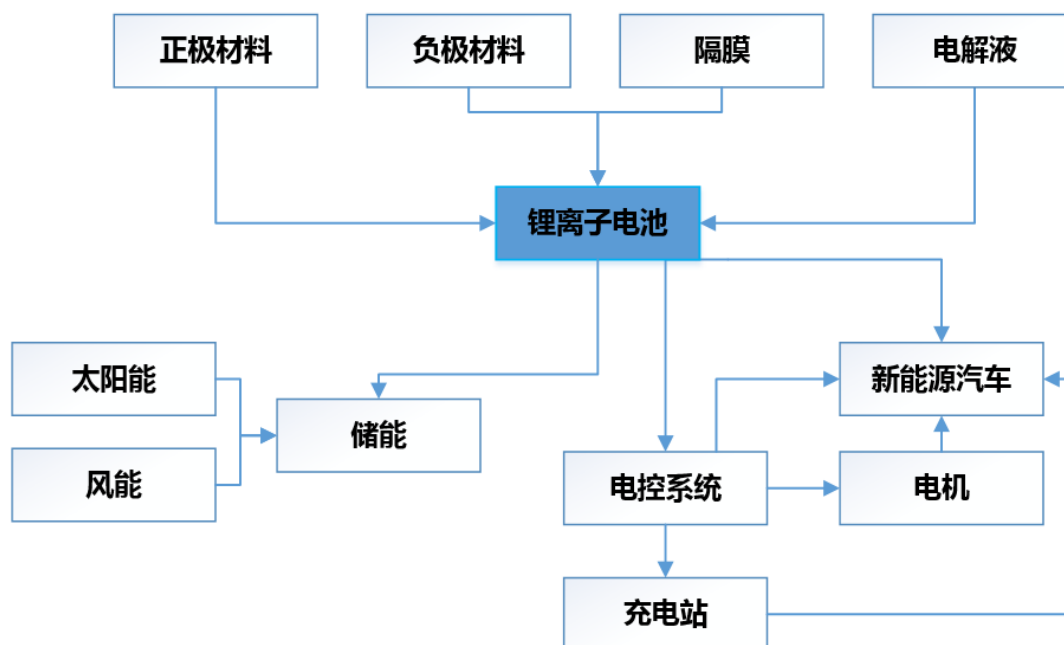 正极材料
负极材料
隔膜
电解液
锂离子电池
太阳能
新能源汽车
储能
风能
电控系统
电机
充电站